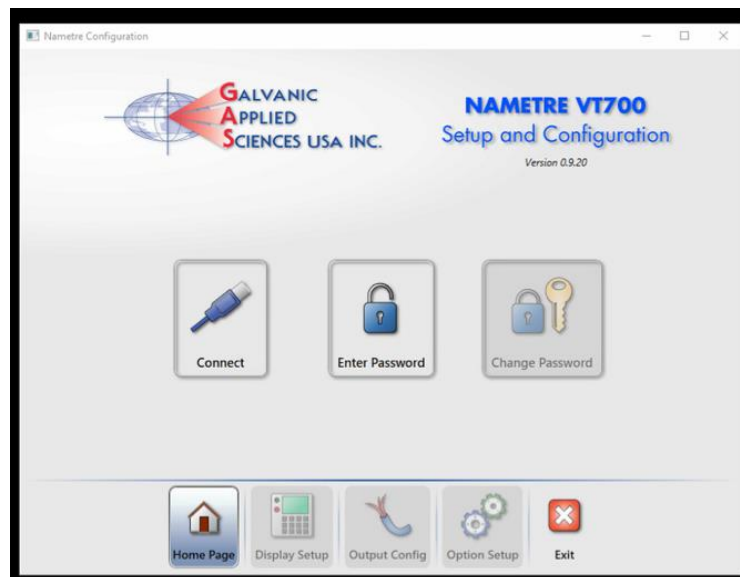 Nametre Configuration
GALVANIC
APPLIED
SCIENCES USA INC.
NAMETRE VT700
Setup and Configuration
Version 0.9.20
Connect
Enter Password
Change Password
Home Page
Display Setup
Output Config
Option Setup
Exit